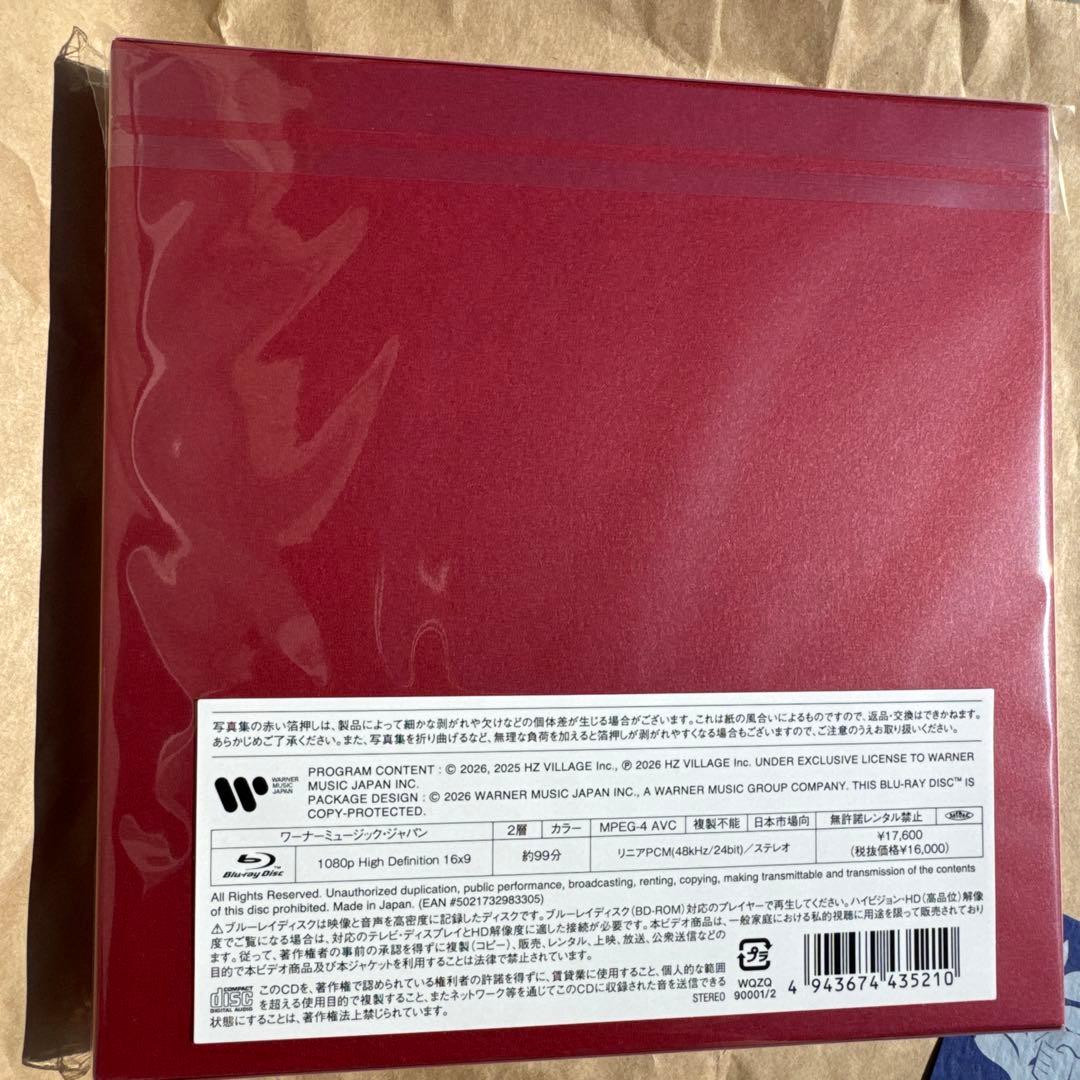 写真集の赤い箔押しは、製品によって細かな剥がれや欠けなどの個体差が生じる場合がございます。これは紙の風合いによるものですので、返品・交換はできかねます。
あらかじめご了承ください。また、写真集を折り曲げるなど、無理な負荷を加えると箔押しが剥がれやすくなる場合もございますので、ご注意のうえお取り扱いください。
WARNER
MUSIC
JAPAN
PROGRAM CONTENT : © 2026, 2025 HZ VILLAGE Inc., ℗ 2026 HZ VILLAGE Inc. UNDER EXCLUSIVE LICENSE TO WARNER
MUSIC JAPAN INC.
PACKAGE DESIGN : © 2026 WARNER MUSIC JAPAN INC., A WARNER MUSIC GROUP COMPANY. THIS BLU-RAY DISC™ IS
COPY-PROTECTED.
ワーナーミュージック・ジャパン 2層 カラー MPEG-4 AVC 複製不能 日本市場向 無許諾レンタル禁止
Blu-ray Disc 1080p High Definition 16x9 約99分 リニアPCM(48kHz/24bit)／ステレオ ¥17,600
(税抜価格¥16,000)
All Rights Reserved. Unauthorized duplication, public performance, broadcasting, renting, copying, making transmittable and transmission of the contents
of this disc prohibited. Made in Japan. (EAN #5021732983305)
⚠ブルーレイディスクは映像と音声を高密度に記録したディスクです。ブルーレイディスク(BD-ROM)対応のプレイヤーで再生してください。ハイビジョン・HD(高品位)解像
度でご覧になる場合は、対応のテレビ・ディスプレイとHD解像度に適した接続が必要です。本ビデオ商品は、一般家庭における私的視聴に用途を限って販売されており
ます。従って、著作権者の事前の承認を得ずに複製(コピー)、販売、レンタル、上映、放送、公衆送信などの
目的で本ビデオ商品及び本ジャケットを利用することは法律で禁止されています。
COMPACT
disc
DIGITAL AUDIO
このCDを、著作権で認められている権利者の許諾を得ずに、賃貸業に使用すること、個人的な範囲
を超える使用目的で複製すること、またネットワーク等を通じてこのCDに収録された音を送信できる
状態にすることは、著作権法上禁じられています。
STEREO
プラ
WQZQ
90001/2
4 943674 435210